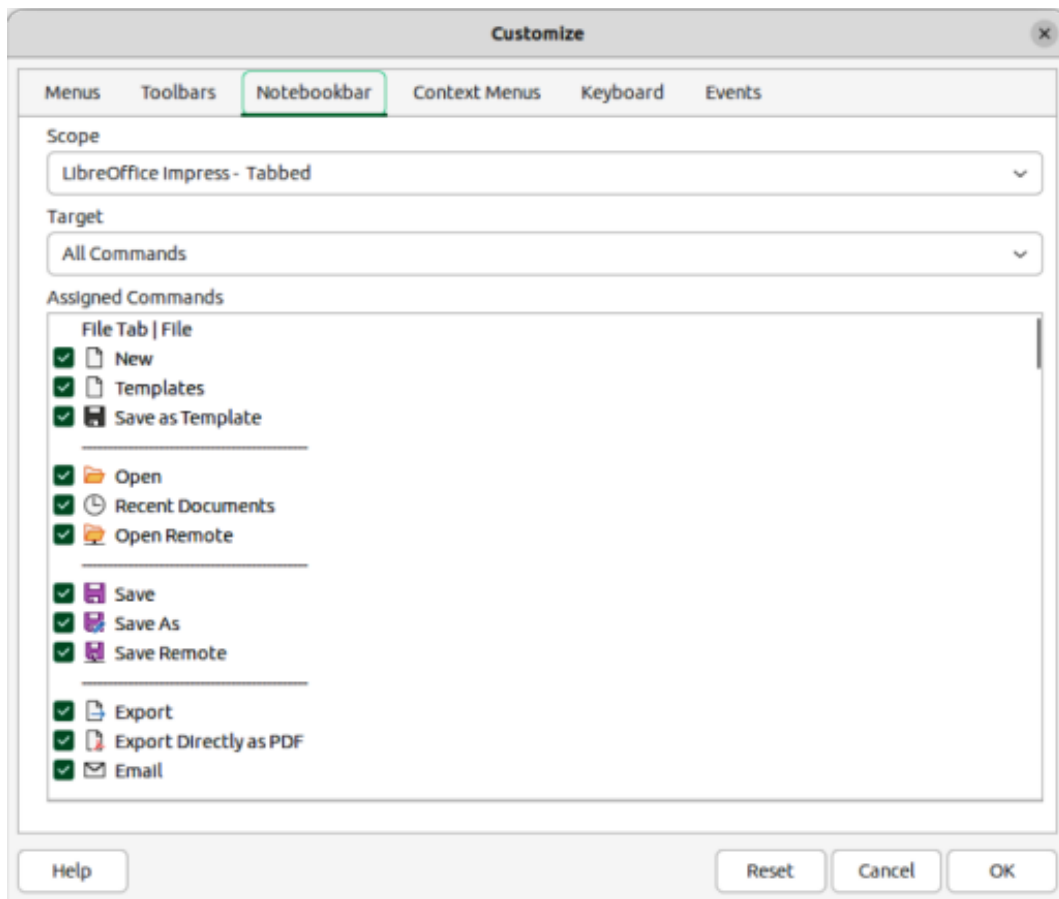 Customize
Menus Toolbars Notebookbar Context Menus Keyboard Events
Scope
LibreOffice Impress - Tabbed
Target
All Commands
Assigned Commands
File Tab | File
New
Templates
Save as Template
Open
Recent Documents
Open Remote
Save
Save As
Save Remote
Export
Export Directly as PDF
Email
Help Reset Cancel OK